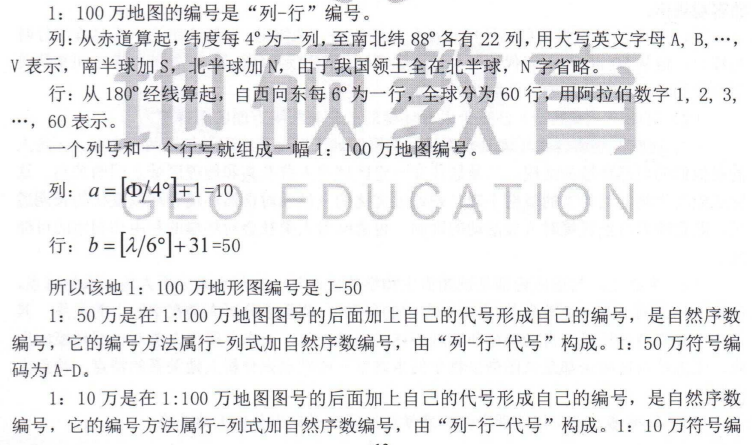 1：100 万地图的编号是“列-行”编号。
列：从赤道算起，纬度每 4°为一列，至南北纬 88°各有 22 列，用大写英文字母 A, B, …,
V 表示，南半球加 S，北半球加 N，由于我国领土全在北半球，N 字省略。
行：从 180°经线算起，自西向东每 6°为一行，全球分为 60 行，用阿拉伯数字 1, 2, 3,
…，60 表示。
一个列号和一个行号就组成一幅 1：100 万地图编号。
列：a=[Φ/4°]+1=10
行：b=[λ/6°]+31=50
所以该地 1：100 万地形图编号是 J-50
1：50 万是在 1:100 万地图图号的后面加上自己的代号形成自己的编号，是自然序数
编号，它的编号方法属行-列式加自然序数编号，由“列-行-代号”构成。1：50 万符号编
码为 A-D。
1：10 万是在 1:100 万地图图号的后面加上自己的代号形成自己的编号，是自然序数
编号，它的编号方法属行-列式加自然序数编号，由“列-行-代号”构成。1：10 万符号编
地硕教育
GEO EDUCATION